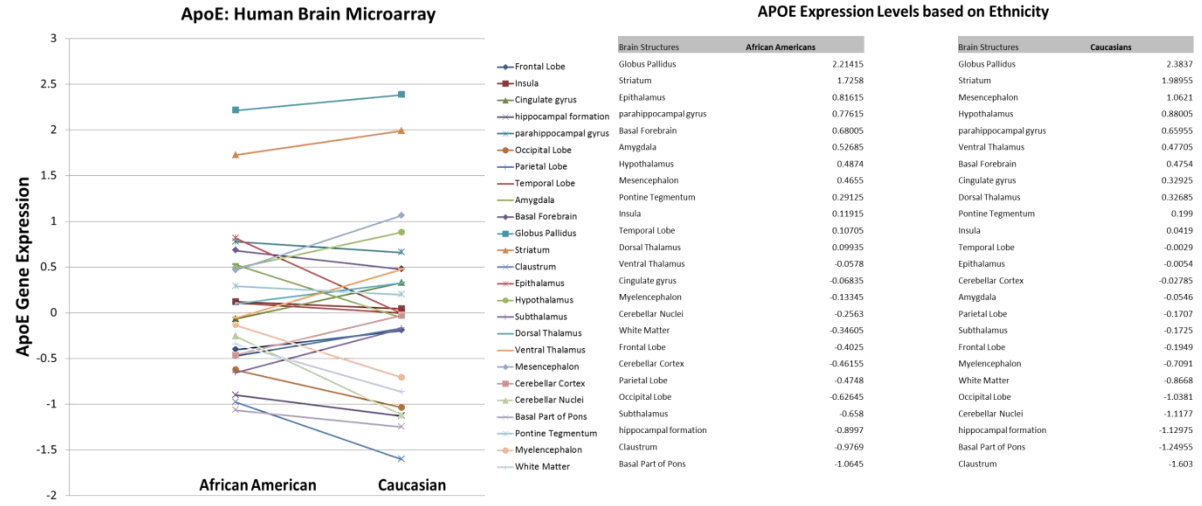 ApoE: Human Brain Microarray
ApoE Gene Expression
3
2.5
2
1.5
1
0.5
0
-0.5
-1
-1.5
-2
African American Caucasian
Frontal Lobe
Insula
Cingulate gyrus
hippocampal formation
parahippocampal gyrus
Occipital Lobe
Parietal Lobe
Temporal Lobe
Amygdala
Basal Forebrain
Globus Pallidus
Striatum
Claustrum
Epithalamus
Hypothalamus
Subthalamus
Dorsal Thalamus
Ventral Thalamus
Mesencephalon
Cerebellar Cortex
Cerebellar Nuclei
Basal Part of Pons
Pontine Tegmentum
Myelencephalon
White Matter
APOE Expression Levels based on Ethnicity
Brain Structures African Americans
Globus Pallidus 2.21415
Striatum 1.7258
Epithalamus 0.81615
parahippocampal gyrus 0.77615
Basal Forebrain 0.68005
Amygdala 0.52685
Hypothalamus 0.4874
Mesencephalon 0.4655
Pontine Tegmentum 0.29125
Insula 0.11915
Temporal Lobe 0.10705
Dorsal Thalamus 0.09935
Ventral Thalamus -0.0578
Cingulate gyrus -0.06835
Myelencephalon -0.13345
Cerebellar Nuclei -0.2563
White Matter -0.34605
Frontal Lobe -0.4025
Cerebellar Cortex -0.46155
Parietal Lobe -0.4748
Occipital Lobe -0.62645
Subthalamus -0.658
hippocampal formation -0.8997
Claustrum -0.9769
Basal Part of Pons -1.0645
Brain Structures Caucasians
Globus Pallidus 2.3837
Striatum 1.98955
Mesencephalon 1.0621
Hypothalamus 0.88005
parahippocampal gyrus 0.65955
Ventral Thalamus 0.47705
Basal Forebrain 0.4754
Cingulate gyrus 0.32925
Dorsal Thalamus 0.32685
Pontine Tegmentum 0.199
Insula 0.0419
Temporal Lobe -0.0029
Epithalamus -0.0054
Cerebellar Cortex -0.02785
Amygdala -0.0546
Parietal Lobe -0.1707
Subthalamus -0.1725
Frontal Lobe -0.1949
Myelencephalon -0.7091
White Matter -0.8668
Occipital Lobe -1.0381
Cerebellar Nuclei -1.1177
hippocampal formation -1.12975
Basal Part of Pons -1.24955
Claustrum -1.603